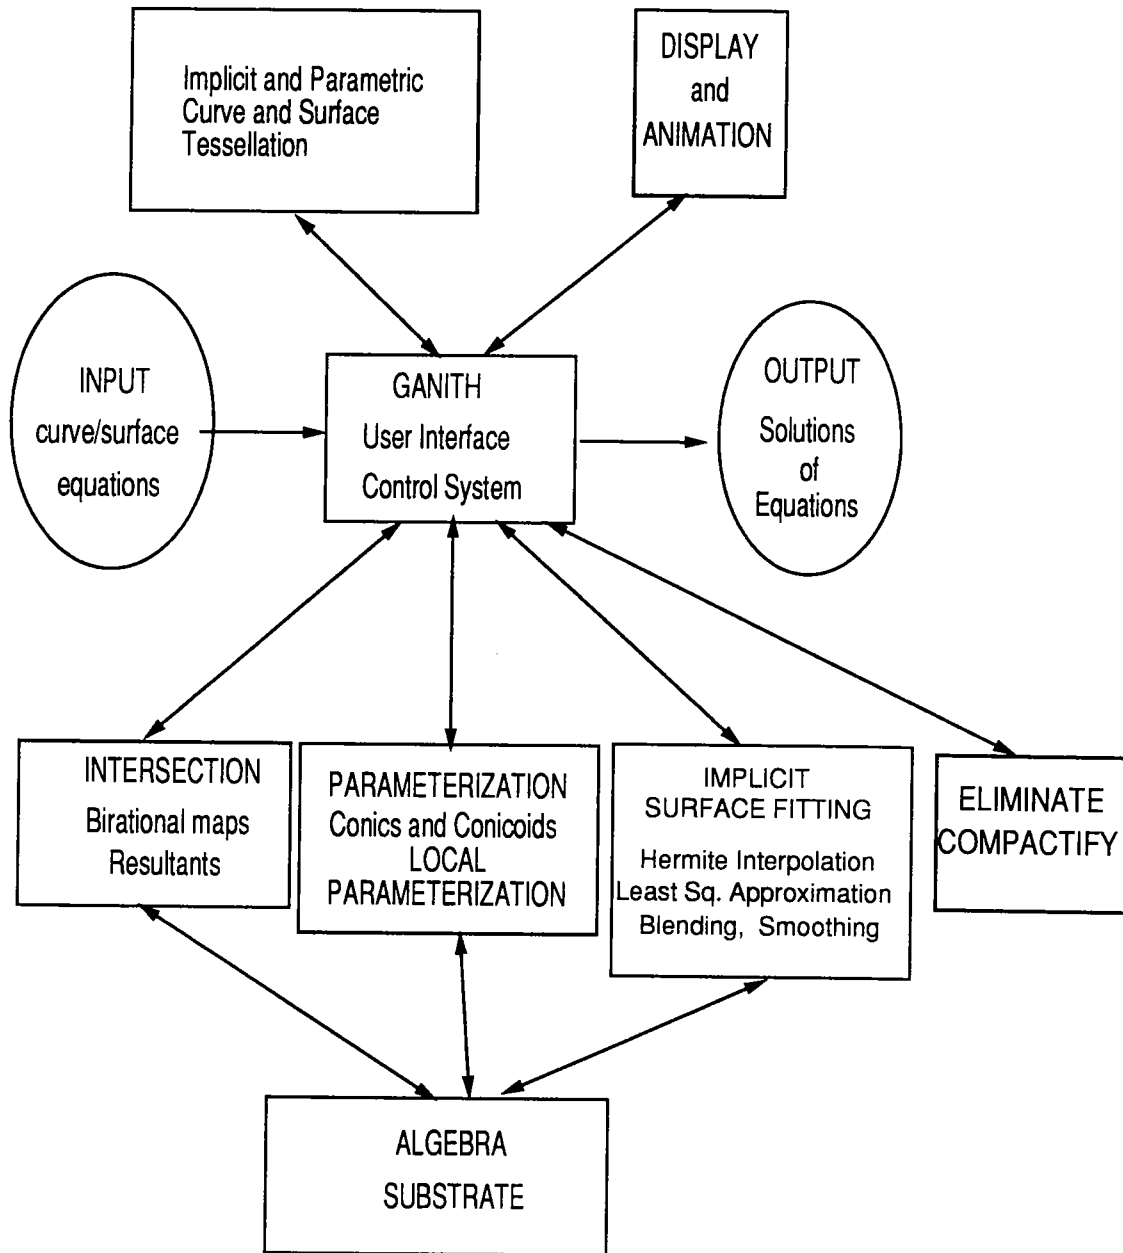 Implicit and Parametric
Curve and Surface
Tessellation
DISPLAY
and
ANIMATION
INPUT
curve/surface
equations
GANITH
User Interface
Control System
OUTPUT
Solutions
of
Equations
INTERSECTION
Birational maps
Resultants
PARAMETERIZATION
Conics and Conicoids
LOCAL
PARAMETERIZATION
IMPLICIT
SURFACE FITTING
Hermite Interpolation
Least Sq. Approximation
Blending, Smoothing
ELIMINATE
COMPACTIFY
ALGEBRA
SUBSTRATE